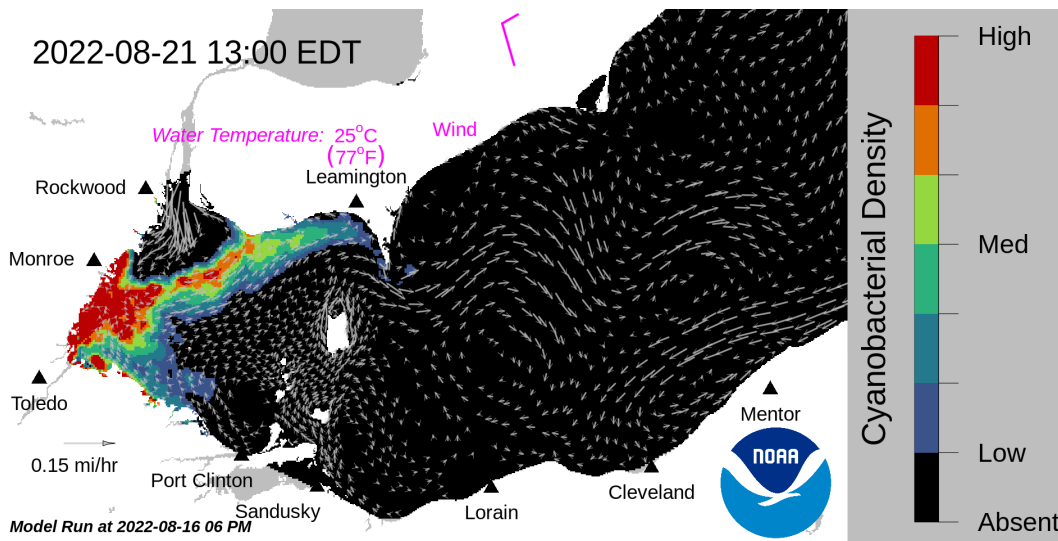 2022-08-21 13:00 EDT
Water Temperature: 25°C
(77°F)
Wind
Leamington
Rockwood
Monroe
Toledo
0.15 mi/hr
Port Clinton
Sandusky
Lorain
Cleveland
Mentor
NOAA
Model Run at 2022-08-16 06 PM
Cyanobacterial Density
High
Med
Low
Absent